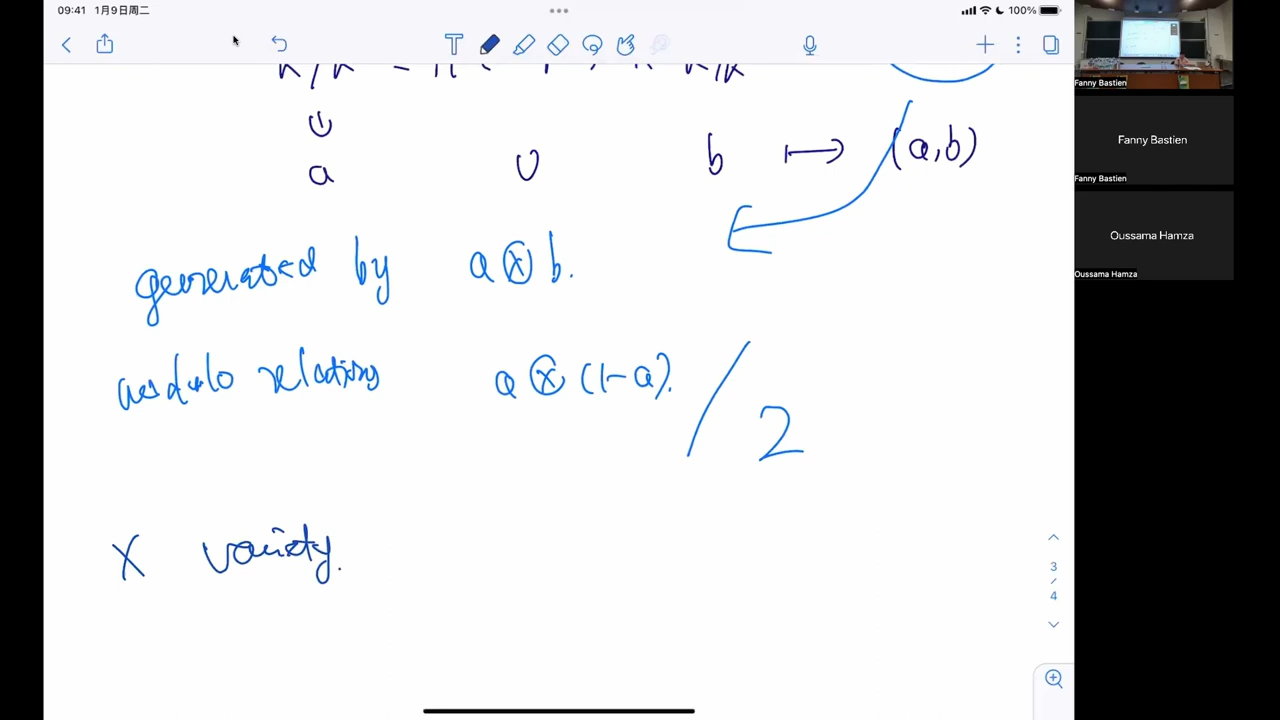 09:41 1月9日周二
100%
a ∪ b ↦ (a,b)
generated by a ⊗ b.
modulo relations a ⊗ (1-a). / 2
X variety.
3
/
4
Fanny Bastien
Fanny Bastien
Fanny Bastien
Oussama Hamza
Oussama Hamza